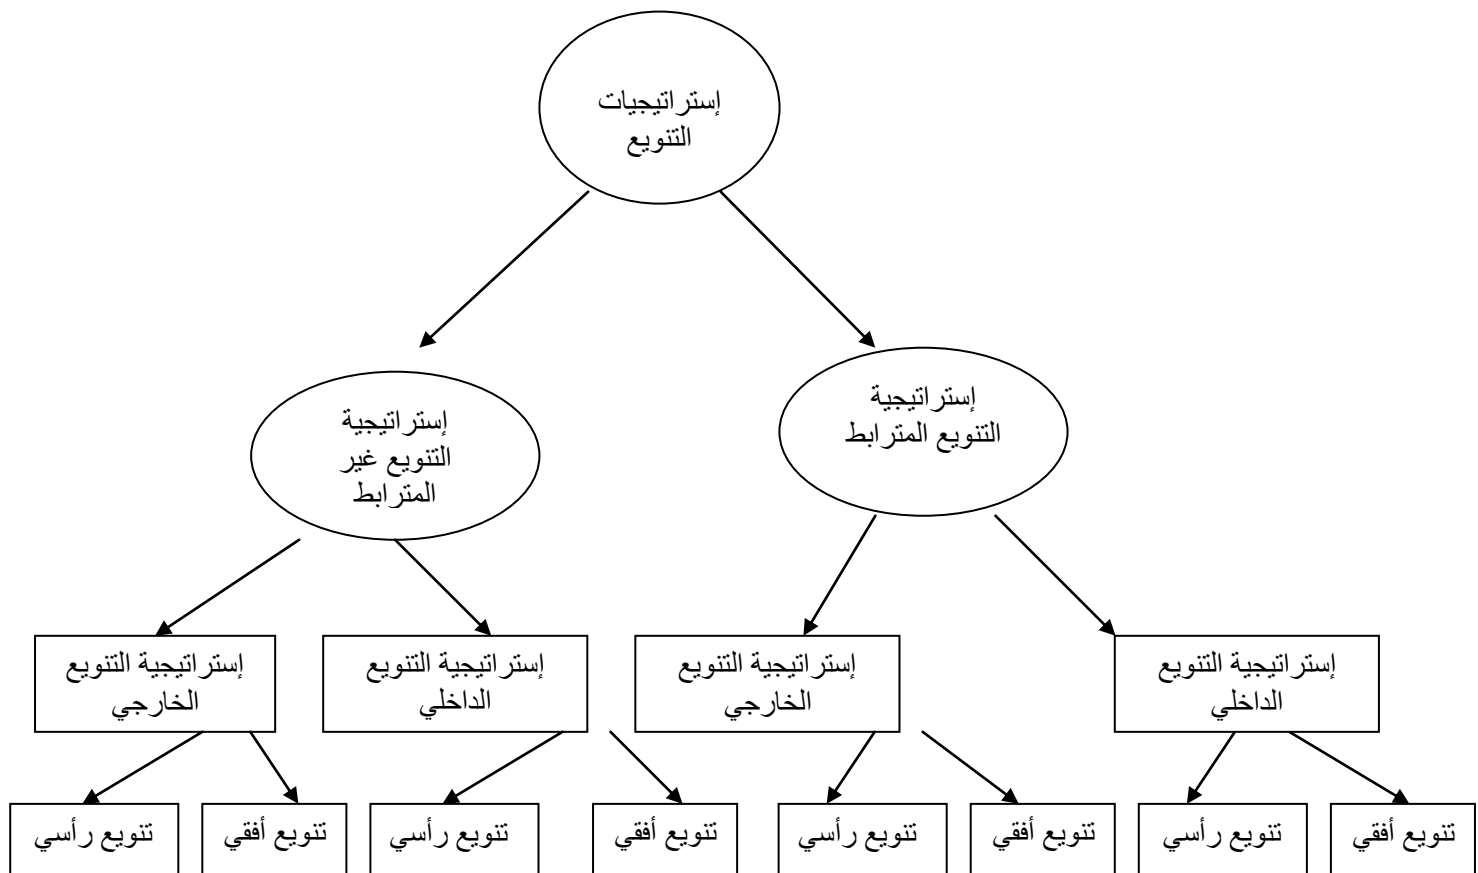 إستراتيجيات
التنويع
إستراتيجية
التنويع المترابط
إستراتيجية
التنويع غير
المترابط
إستراتيجية التنويع
الداخلي
إستراتيجية التنويع
الخارجي
إستراتيجية التنويع
الداخلي
إستراتيجية التنويع
الخارجي
تنويع أفقي
تنويع رأسي
تنويع أفقي
تنويع رأسي
تنويع أفقي
تنويع رأسي
تنويع أفقي
تنويع رأسي